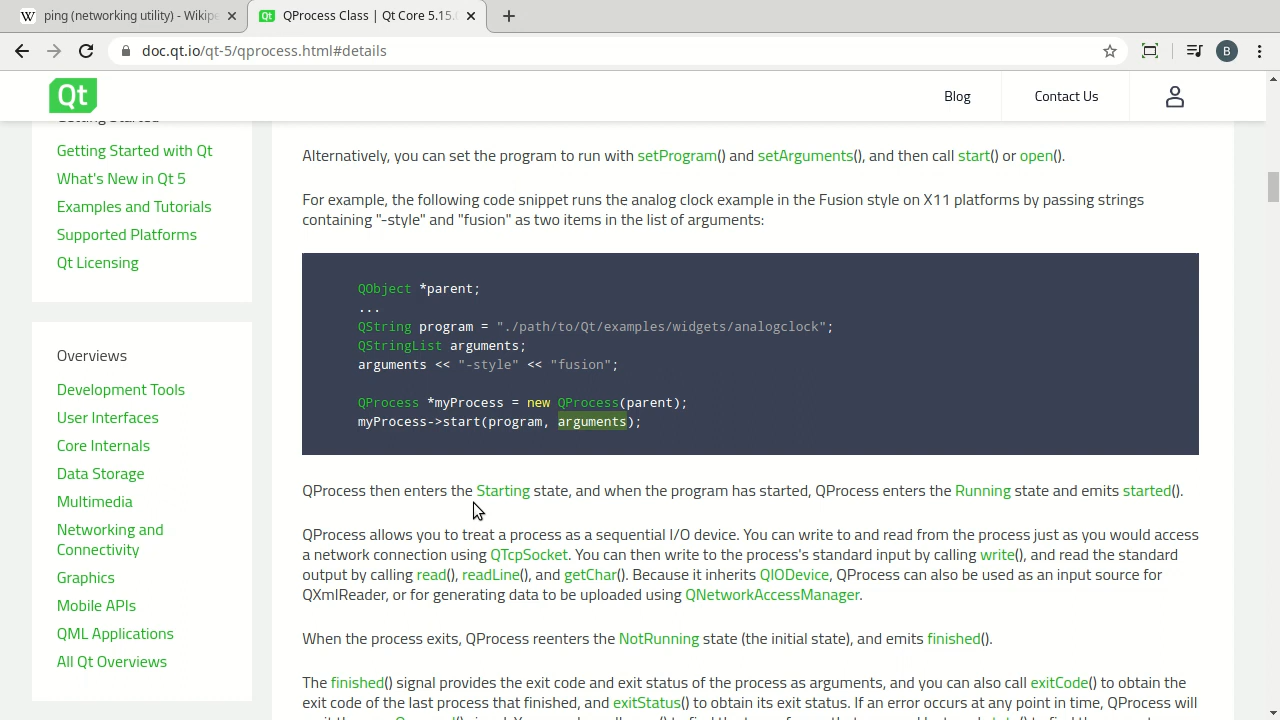 ping (networking utility) - Wikipe
QProcess Class | Qt Core 5.15.
doc.qt.io/qt-5/qprocess.html#details
B
Qt
Blog
Contact Us
Getting Started
Getting Started with Qt
What's New in Qt 5
Examples and Tutorials
Supported Platforms
Qt Licensing
Overviews
Development Tools
User Interfaces
Core Internals
Data Storage
Multimedia
Networking and
Connectivity
Graphics
Mobile APIs
QML Applications
All Qt Overviews
Alternatively, you can set the program to run with setProgram() and setArguments(), and then call start() or open().
For example, the following code snippet runs the analog clock example in the Fusion style on X11 platforms by passing strings
containing "-style" and "fusion" as two items in the list of arguments:
QObject *parent;
...
QString program = "./path/to/Qt/examples/widgets/analogclock";
QStringList arguments;
arguments << "-style" << "fusion";
QProcess *myProcess = new QProcess(parent);
myProcess->start(program, arguments);
QProcess then enters the Starting state, and when the program has started, QProcess enters the Running state and emits started().
QProcess allows you to treat a process as a sequential I/O device. You can write to and read from the process just as you would access
a network connection using QTcpSocket. You can then write to the process's standard input by calling write(), and read the standard
output by calling read(), readLine(), and getChar(). Because it inherits QIODevice, QProcess can also be used as an input source for
QXmlReader, or for generating data to be uploaded using QNetworkAccessManager.
When the process exits, QProcess reenters the NotRunning state (the initial state), and emits finished().
The finished() signal provides the exit code and exit status of the process as arguments, and you can also call exitCode() to obtain the
exit code of the last process that finished, and exitStatus() to obtain its exit status. If an error occurs at any point in time, QProcess will